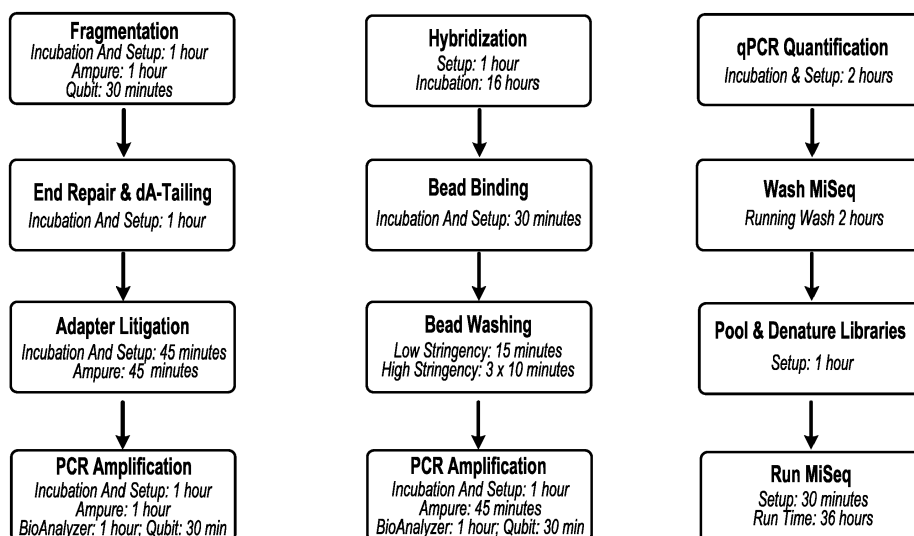 Fragmentation
Incubation And Setup: 1 hour
Ampure: 1 hour
Qubit: 30 minutes
End Repair & dA-Tailing
Incubation And Setup: 1 hour
Adapter Litigation
Incubation And Setup: 45 minutes
Ampure: 45 minutes
PCR Amplification
Incubation And Setup: 1 hour
Ampure: 1 hour
BioAnalyzer: 1 hour; Qubit: 30 min
Hybridization
Setup: 1 hour
Incubation: 16 hours
Bead Binding
Incubation And Setup: 30 minutes
Bead Washing
Low Stringency: 15 minutes
High Stringency: 3 x 10 minutes
PCR Amplification
Incubation And Setup: 1 hour
Ampure: 45 minutes
BioAnalyzer: 1 hour; Qubit: 30 min
qPCR Quantification
Incubation & Setup: 2 hours
Wash MiSeq
Running Wash 2 hours
Pool & Denature Libraries
Setup: 1 hour
Run MiSeq
Setup: 30 minutes
Run Time: 36 hours